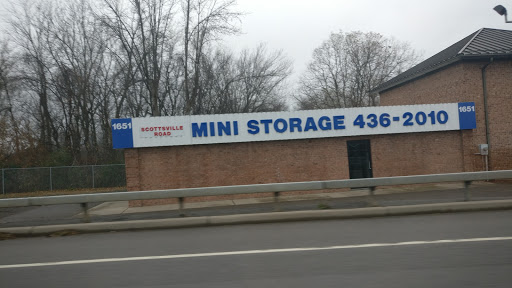 1651
SCOTTSVILLE
ROAD
MINI STORAGE 436-2010
1651